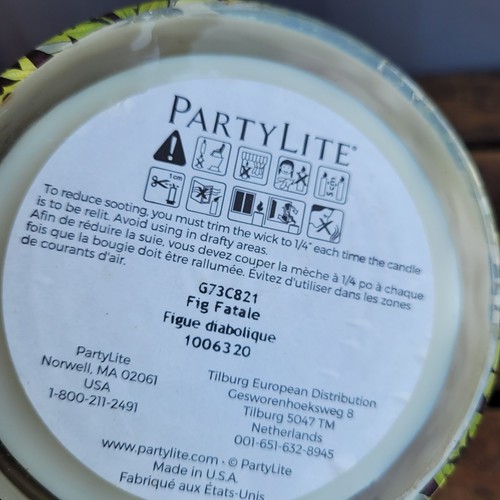 PARTYLITE®
1 cm
To reduce sooting, you must trim the wick to 1/4" each time the candle
is to be relit. Avoid using in drafty areas.
Afin de réduire la suie, vous devez couper la mèche à 1/4 po à chaque
fois que la bougie doit être rallumée. Évitez d'utiliser dans les zones
de courants d'air.
G73C821
Fig Fatale
Figue diabolique
1006320
PartyLite
Norwell, MA 02061
USA
1-800-211-2491
Tilburg European Distribution
Gesworenhoeksweg 8
Tilburg 5047 TM
Netherlands
001-651-632-8945
www.partylite.com · © PartyLite
Made in U.S.A.
Fabriqué aux États-Unis